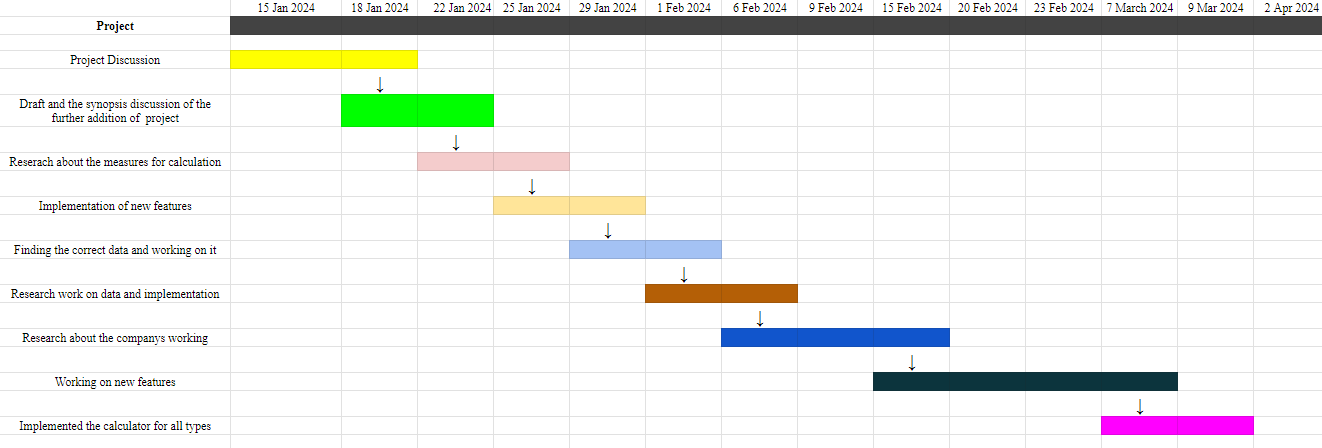 15 Jan 2024 18 Jan 2024 22 Jan 2024 25 Jan 2024 29 Jan 2024 1 Feb 2024 6 Feb 2024 9 Feb 2024 15 Feb 2024 20 Feb 2024 23 Feb 2024 7 March 2024 9 Mar 2024 2 Apr 2024
Project
Project Discussion
↓
Draft and the synopsis discussion of the
further addition of project
↓
Reserach about the measures for calculation
↓
Implementation of new features
↓
Finding the correct data and working on it
↓
Research work on data and implementation
↓
Research about the companys working
↓
Working on new features
↓
Implemented the calculator for all types